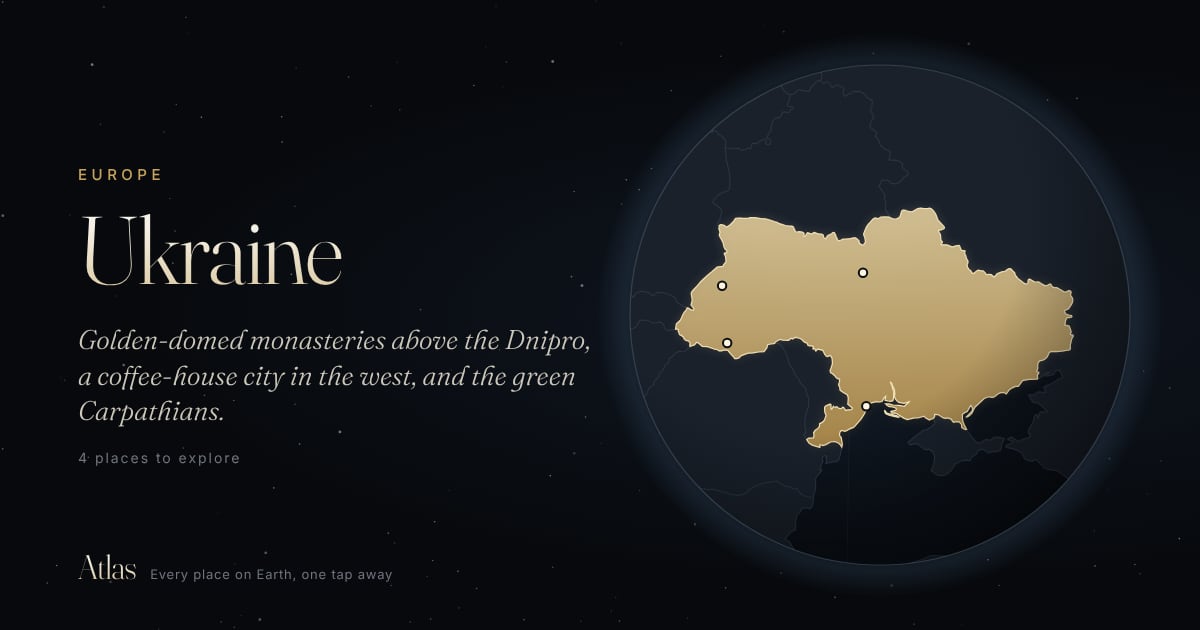 EUROPE
Ukraine
Golden-domed monasteries above the Dnipro,
a coffee-house city in the west, and the green
Carpathians.
4 places to explore
Atlas Every place on Earth, one tap away